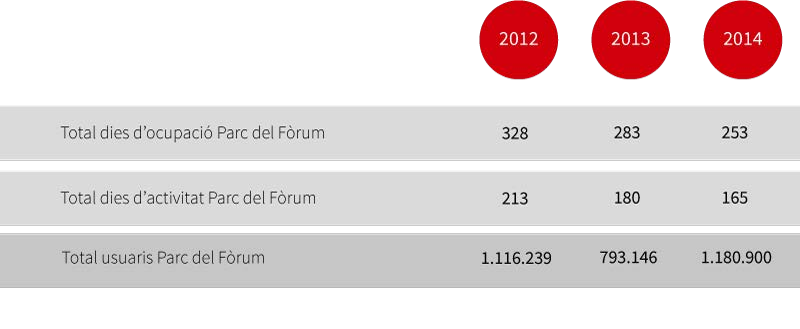 2012 2013 2014
Total dies d’ocupació Parc del Fòrum 328 283 253
Total dies d’activitat Parc del Fòrum 213 180 165
Total usuaris Parc del Fòrum 1.116.239 793.146 1.180.900